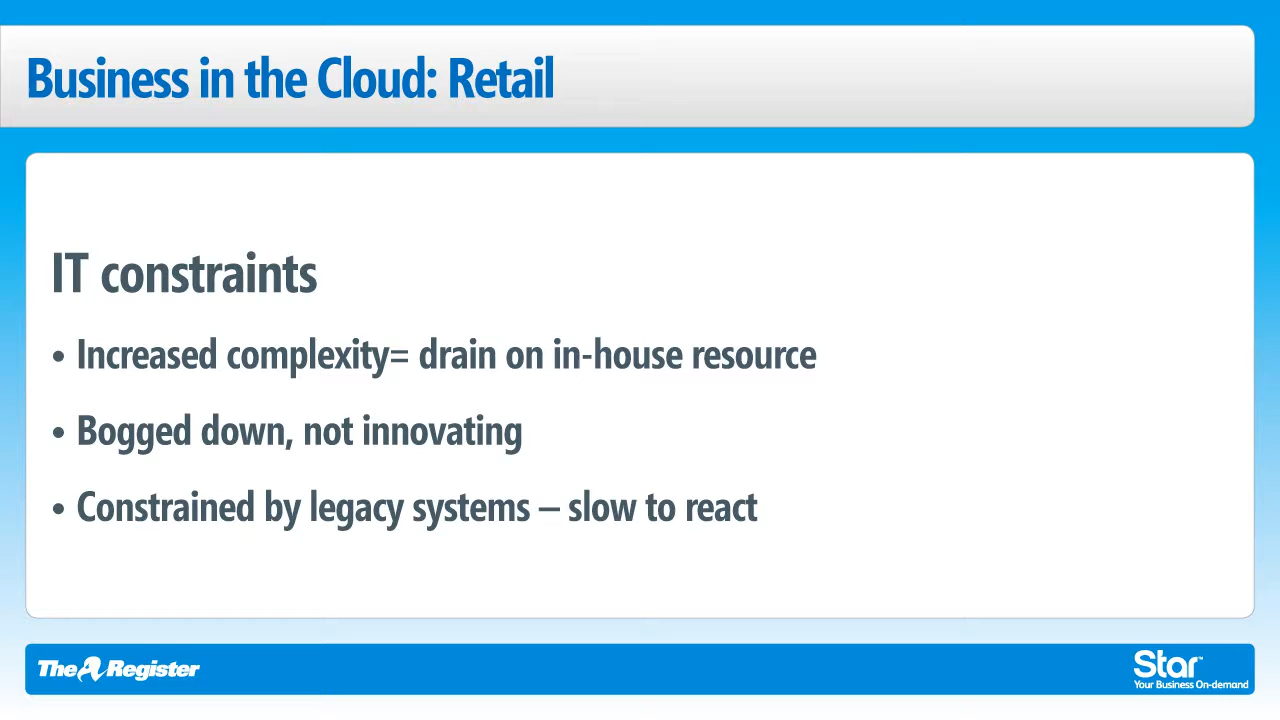 Business in the Cloud: Retail
IT constraints
• Increased complexity= drain on in-house resource
• Bogged down, not innovating
• Constrained by legacy systems – slow to react
The Register
Star™
Your Business On-demand